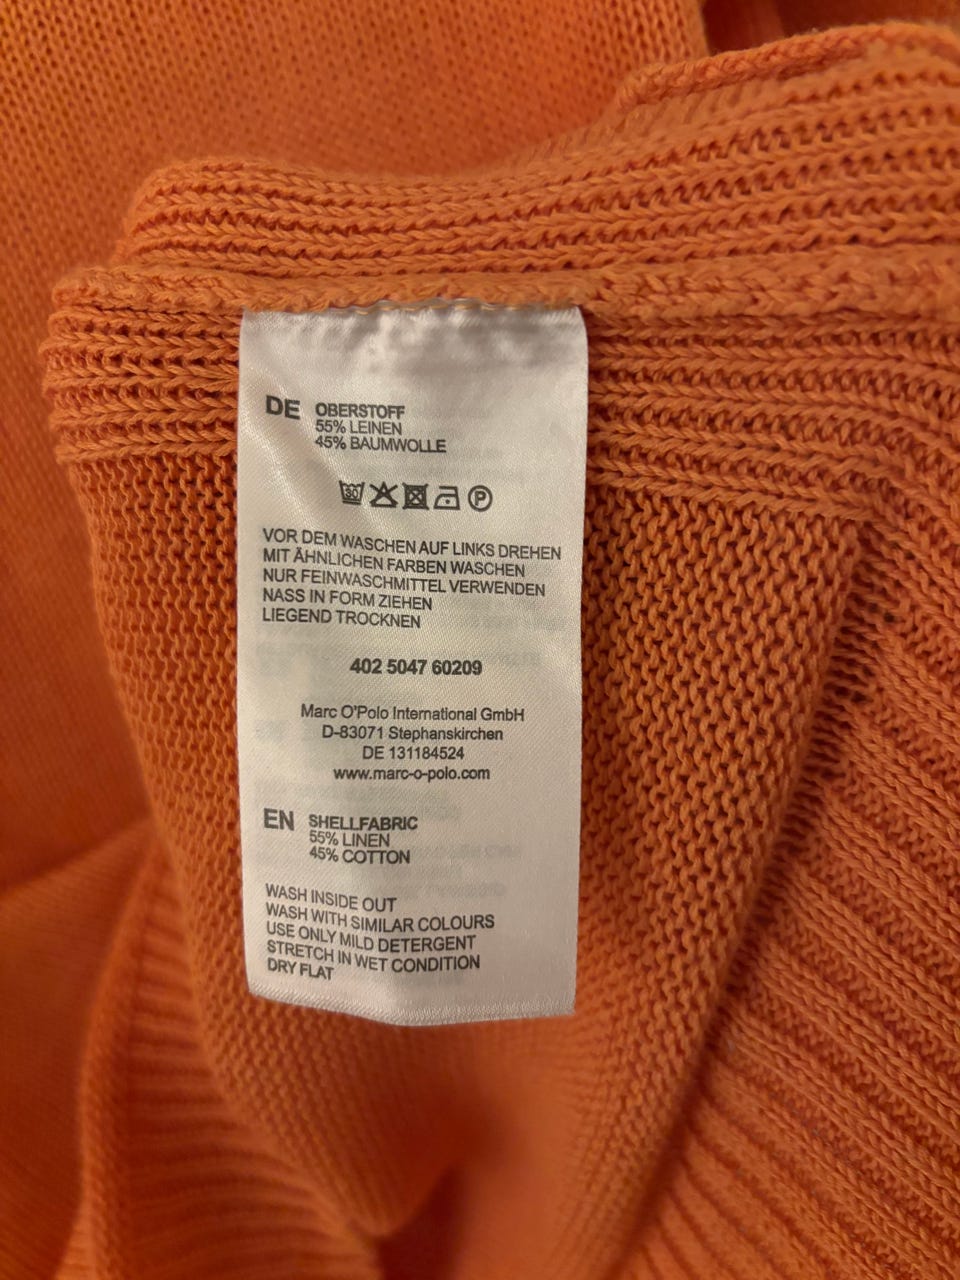 DE OBERSTOFF
55% LEINEN
45% BAUMWOLLE
30 P
VOR DEM WASCHEN AUF LINKS DREHEN
MIT ÄHNLICHEN FARBEN WASCHEN
NUR FEINWASCHMITTEL VERWENDEN
NASS IN FORM ZIEHEN
LIEGEND TROCKNEN
402 5047 60209
Marc O'Polo International GmbH
D-83071 Stephanskirchen
DE 131184524
www.marc-o-polo.com
EN SHELLFABRIC
55% LINEN
45% COTTON
WASH INSIDE OUT
WASH WITH SIMILAR COLOURS
USE ONLY MILD DETERGENT
STRETCH IN WET CONDITION
DRY FLAT